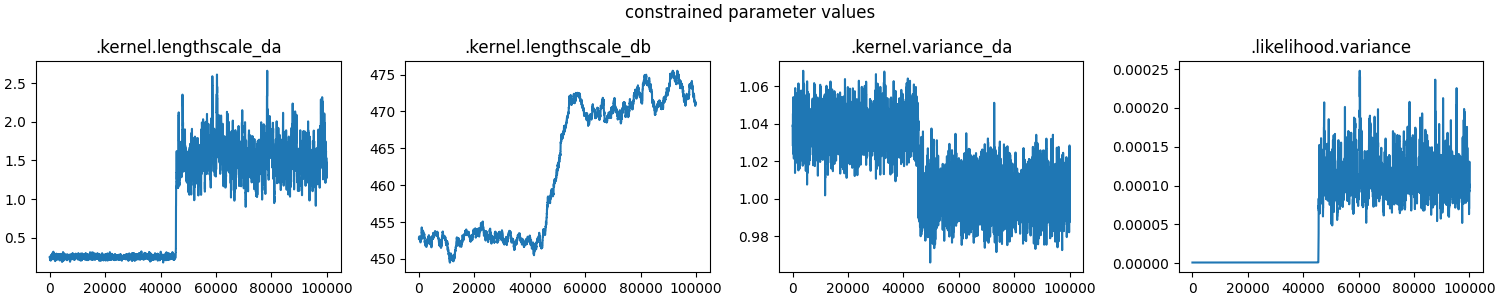 constrained parameter values
.kernel.lengthscale_da
2.5
2.0
1.5
1.0
0.5
0 20000 40000 60000 80000 100000
.kernel.lengthscale_db
475
470
465
460
455
450
0 20000 40000 60000 80000 100000
.kernel.variance_da
1.06
1.04
1.02
1.00
0.98
0 20000 40000 60000 80000 100000
.likelihood.variance
0.00025
0.00020
0.00015
0.00010
0.00005
0.00000
0 20000 40000 60000 80000 100000